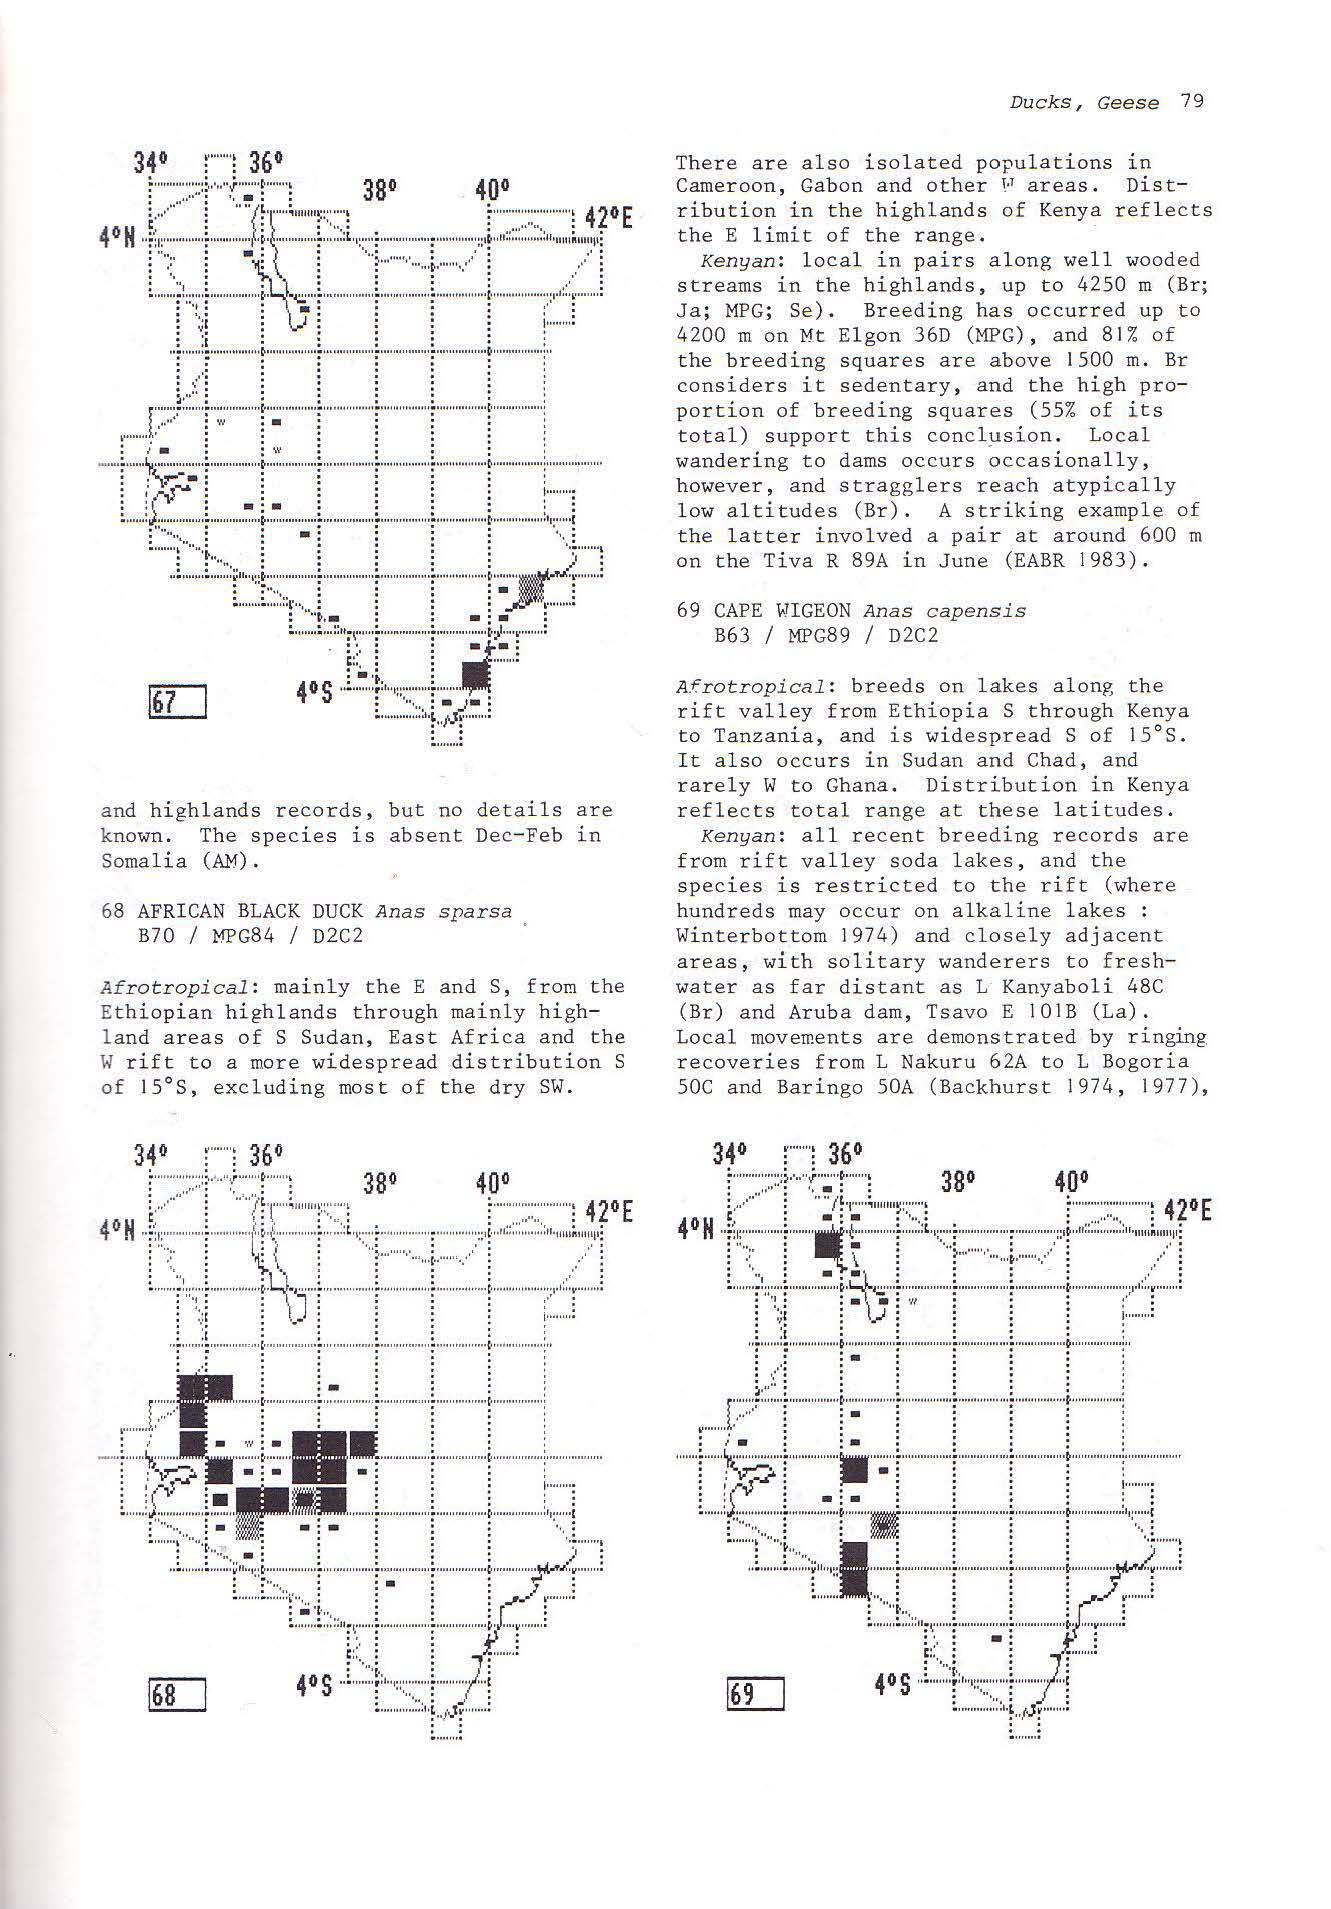 Ducks, Geese 79
34° 36°
38° 40°
42°E
4°N
w
w
67
4°S
and highlands records, but no details are
known. The species is absent Dec-Feb in
Somalia (AM).
68 AFRICAN BLACK DUCK Anas sparsa
B70 / MPG84 / D2C2
Afrotropical: mainly the E and S, from the
Ethiopian highlands through mainly high-
land areas of S Sudan, East Africa and the
W rift to a more widespread distribution S
of 15°S, excluding most of the dry SW.
34° 36°
38° 40°
42°E
4°N
w
68
4°S
There are also isolated populations in
Cameroon, Gabon and other W areas. Dist-
ribution in the highlands of Kenya reflects
the E limit of the range.
Kenyan: local in pairs along well wooded
streams in the highlands, up to 4250 m (Br;
Ja; MPG; Se). Breeding has occurred up to
4200 m on Mt Elgon 36D (MPG), and 81% of
the breeding squares are above 1500 m. Br
considers it sedentary, and the high pro-
portion of breeding squares (55% of its
total) support this conclusion. Local
wandering to dams occurs occasionally,
however, and stragglers reach atypically
low altitudes (Br). A striking example of
the latter involved a pair at around 600 m
on the Tiva R 89A in June (EABR 1983).
69 CAPE WIGEON Anas capensis
B63 / MPG89 / D2C2
Afrotropical: breeds on lakes along the
rift valley from Ethiopia S through Kenya
to Tanzania, and is widespread S of 15°S.
It also occurs in Sudan and Chad, and
rarely W to Ghana. Distribution in Kenya
reflects total range at these latitudes.
Kenyan: all recent breeding records are
from rift valley soda lakes, and the
species is restricted to the rift (where
hundreds may occur on alkaline lakes :
Winterbottom 1974) and closely adjacent
areas, with solitary wanderers to fresh-
water as far distant as L Kanyaboli 48C
(Br) and Aruba dam, Tsavo E 101B (La).
Local movements are demonstrated by ringing
recoveries from L Nakuru 62A to L Bogoria
50C and Baringo 50A (Backhurst 1974, 1977),
34° 36°
38° 40°
42°E
4°N
w
69
4°S